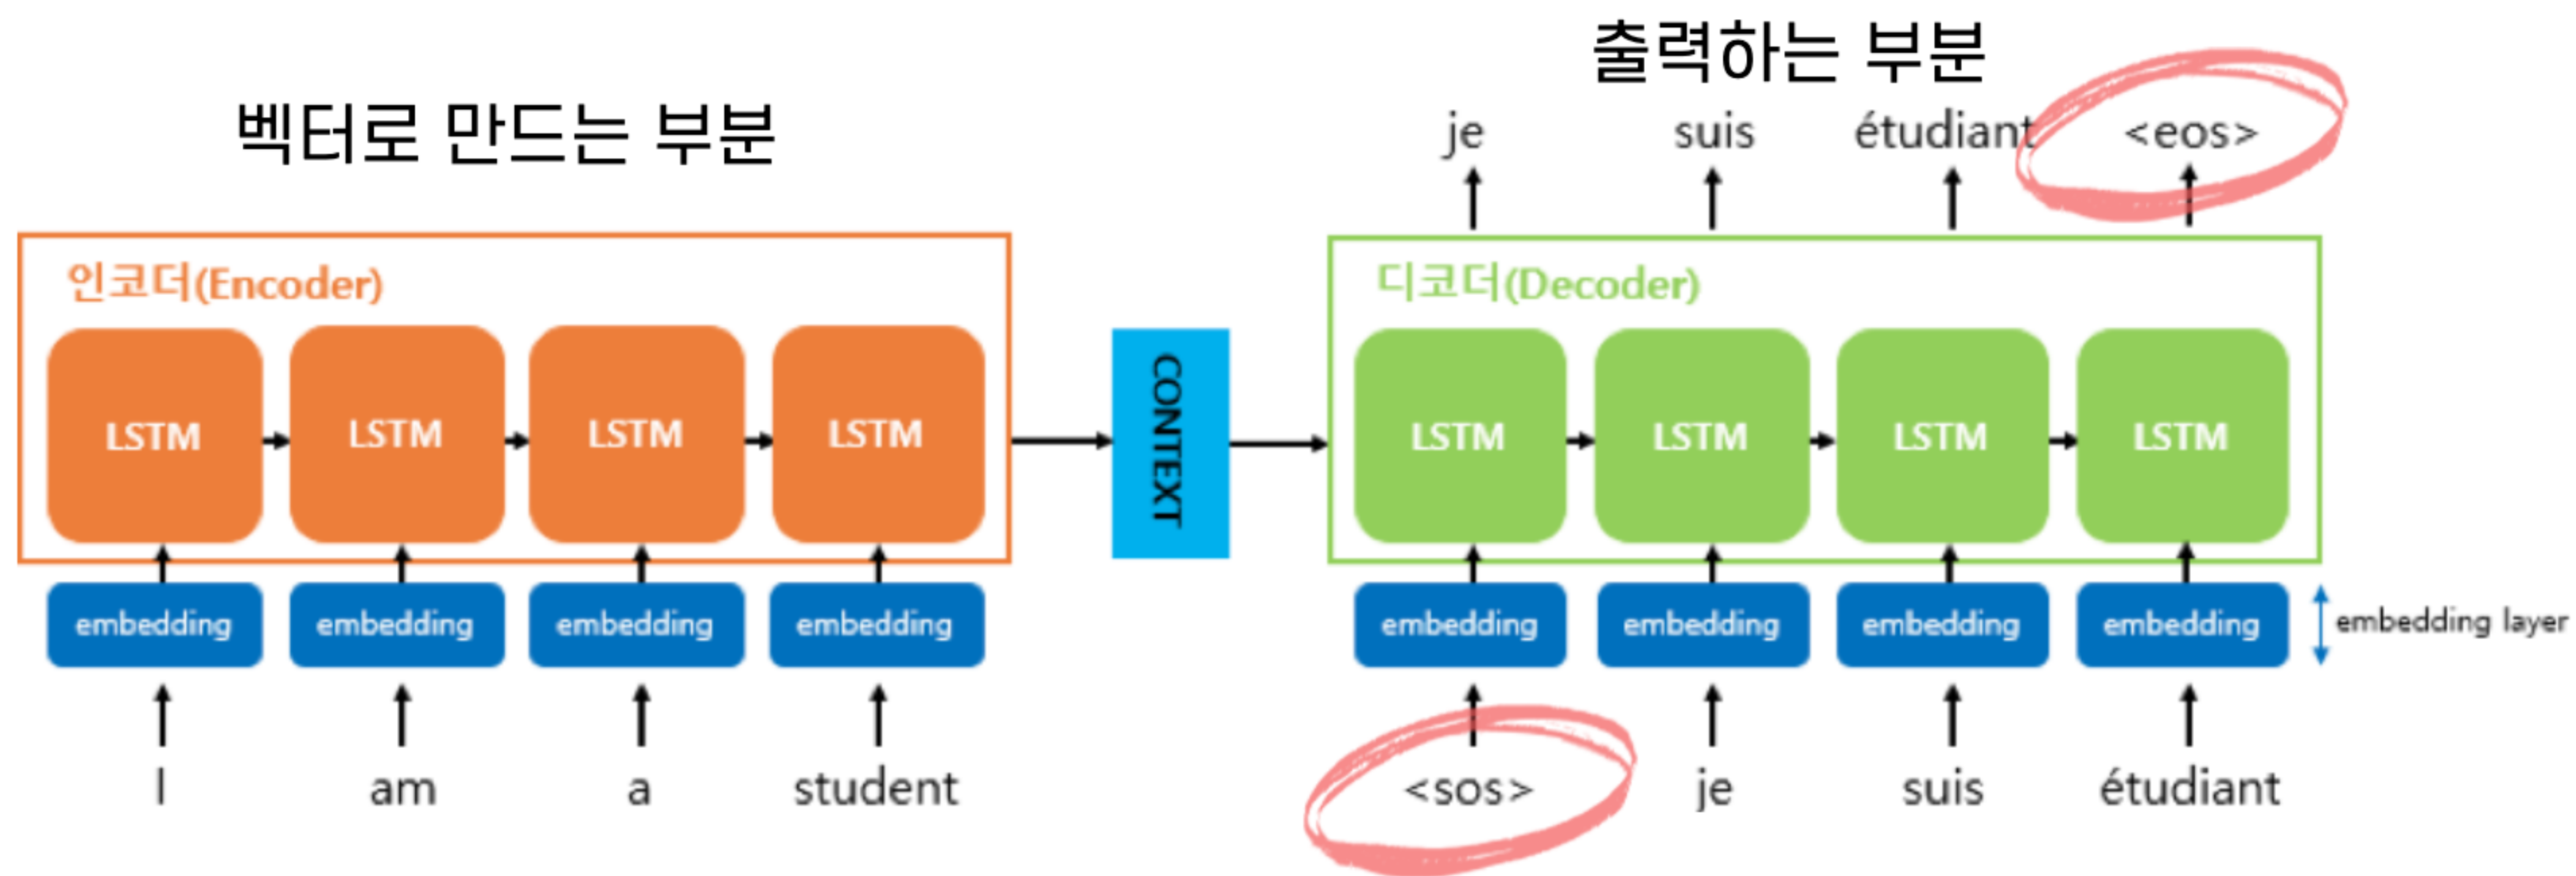 출력하는 부분
벡터로 만드는 부분
je suis étudiant <eos>
인코더(Encoder)
디코더(Decoder)
LSTM LSTM LSTM LSTM
CONTEXT
LSTM LSTM LSTM LSTM
embedding embedding embedding embedding
embedding embedding embedding embedding
embedding layer
I am a student
<sos> je suis étudiant